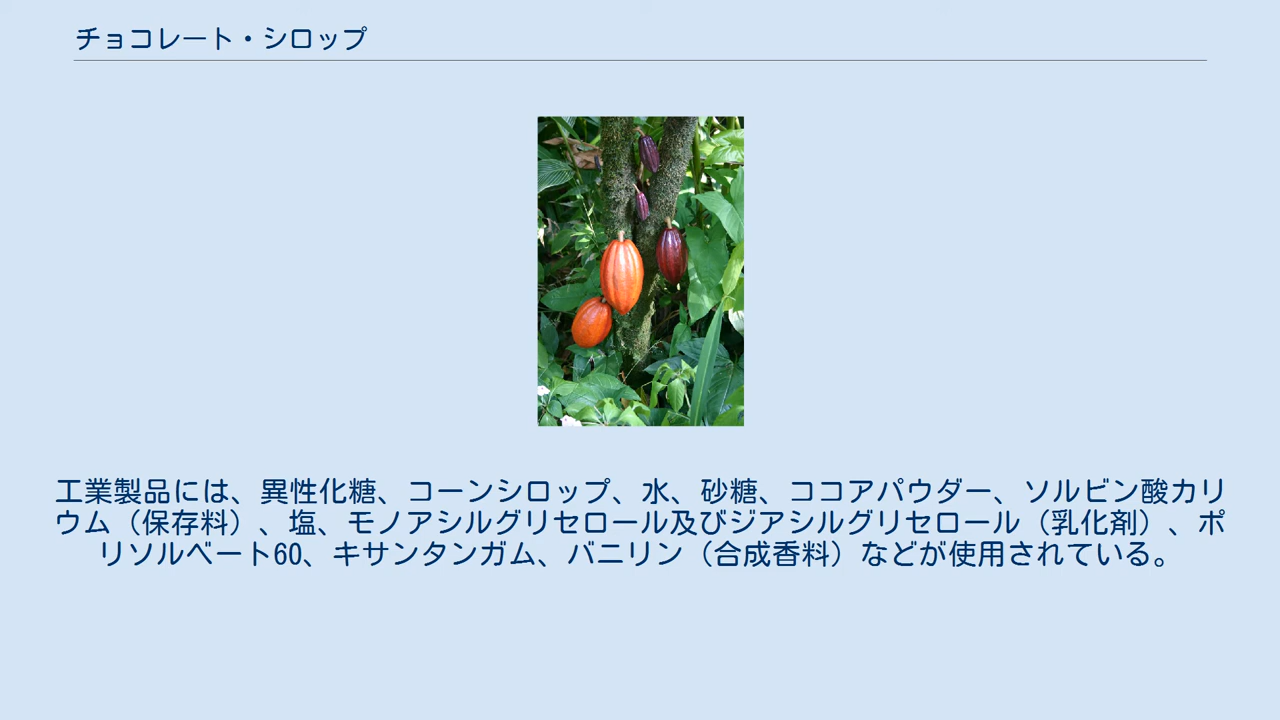 チョコレート・シロップ
工業製品には、異性化糖、コーンシロップ、水、砂糖、ココアパウダー、ソルビン酸カリ
ウム（保存料）、塩、モノアシルグリセロール及びジアシルグリセロール（乳化剤）、ポ
リソルベート60、キサンタンガム、バニリン（合成香料）などが使用されている。